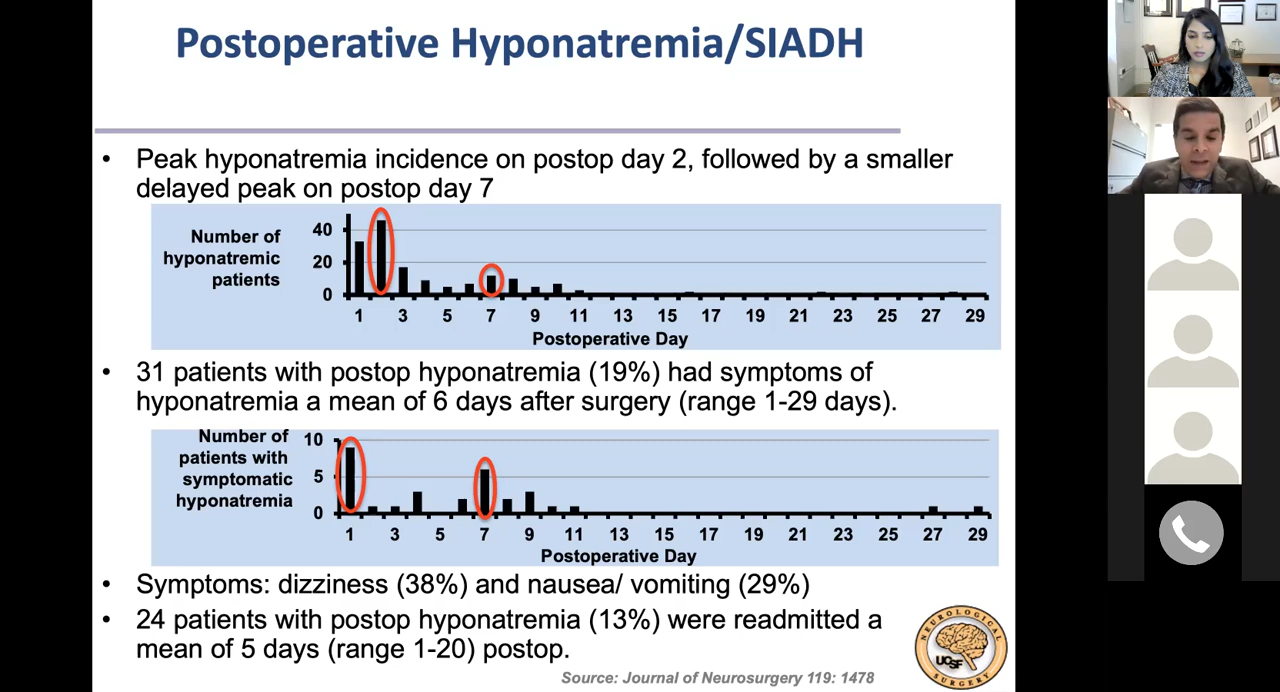 Postoperative Hyponatremia/SIADH
• Peak hyponatremia incidence on postop day 2, followed by a smaller
delayed peak on postop day 7
Number of
hyponatremic
patients
40
20
0
1 3 5 7 9 11 13 15 17 19 21 23 25 27 29
Postoperative Day
• 31 patients with postop hyponatremia (19%) had symptoms of
hyponatremia a mean of 6 days after surgery (range 1-29 days).
Number of
patients with
symptomatic
hyponatremia
10
5
0
1 3 5 7 9 11 13 15 17 19 21 23 25 27 29
Postoperative Day
• Symptoms: dizziness (38%) and nausea/ vomiting (29%)
• 24 patients with postop hyponatremia (13%) were readmitted a
mean of 5 days (range 1-20) postop.
Source: Journal of Neurosurgery 119: 1478
NEUROLOGICAL
UCSF
SURGERY